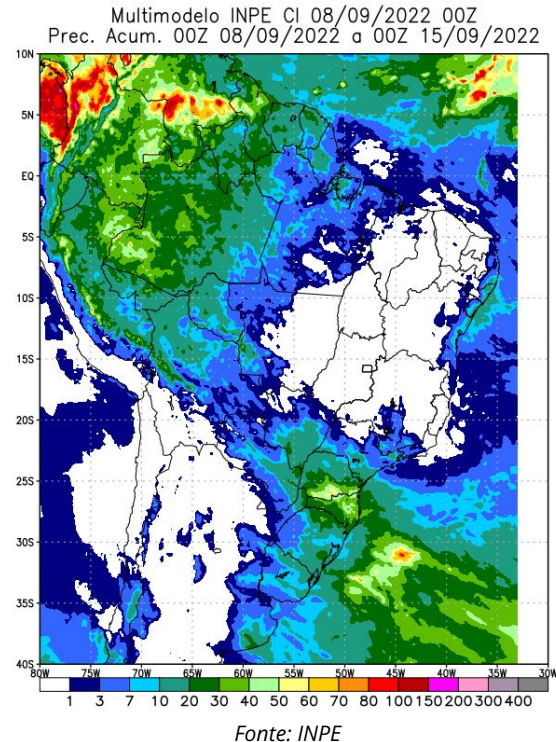 Multimodelo INPE CI 08/09/2022 00Z
Prec. Acum. 00Z 08/09/2022 a 00Z 15/09/2022
10N
5N
EQ
5S
10S
15S
20S
25S
30S
35S
40S
80W 75W 70W 65W 60W 55W 50W 45W 40W 35W 30W
1 3 7 10 20 30 40 50 60 70 80 100 150 200 300 400
Fonte: INPE